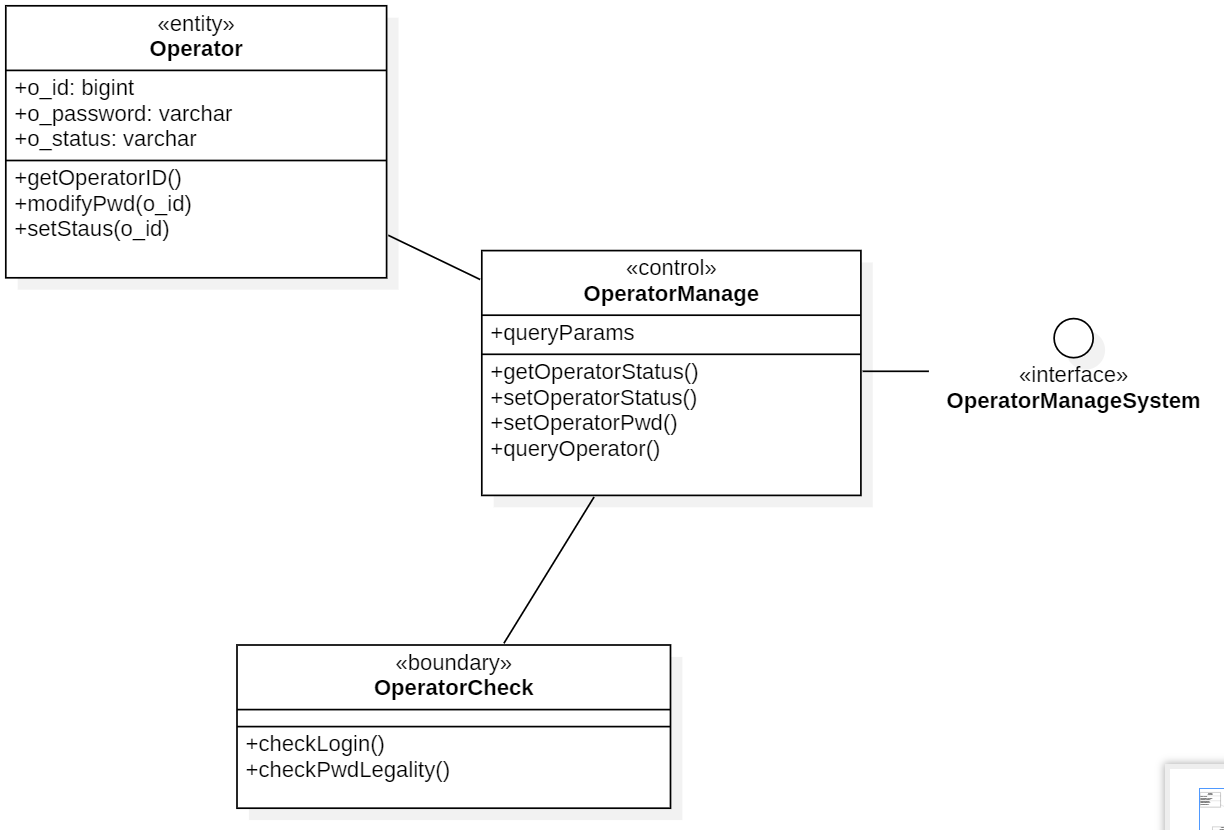 «entity»
Operator
+o_id: bigint
+o_password: varchar
+o_status: varchar
+getOperatorID()
+modifyPwd(o_id)
+setStaus(o_id)
«control»
OperatorManage
+queryParams
+getOperatorStatus()
+setOperatorStatus()
+setOperatorPwd()
+queryOperator()
«interface»
OperatorManageSystem
«boundary»
OperatorCheck
+checkLogin()
+checkPwdLegality()